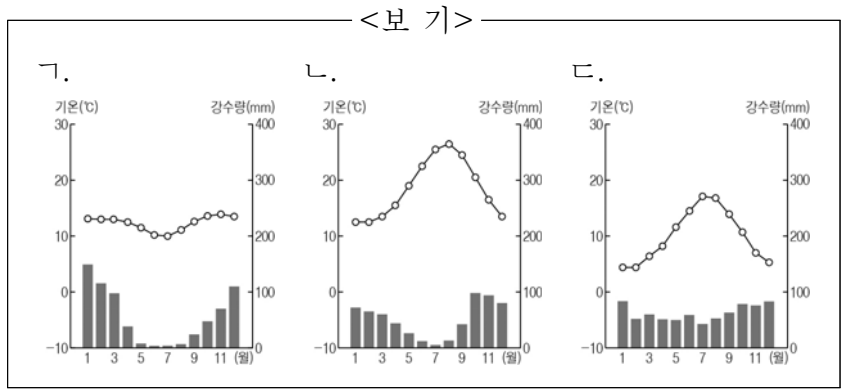 <보 기>
ㄱ. ㄴ. ㄷ.
기온(℃) 강수량(mm) 기온(℃) 강수량(mm) 기온(℃) 강수량(mm)
30 400 30 400 30 400
20 300 20 300 20 300
10 200 10 200 10 200
0 100 0 100 0 100
-10 0 -10 0 -10 0
1 3 5 7 9 11 (월) 1 3 5 7 9 11 (월) 1 3 5 7 9 11 (월)